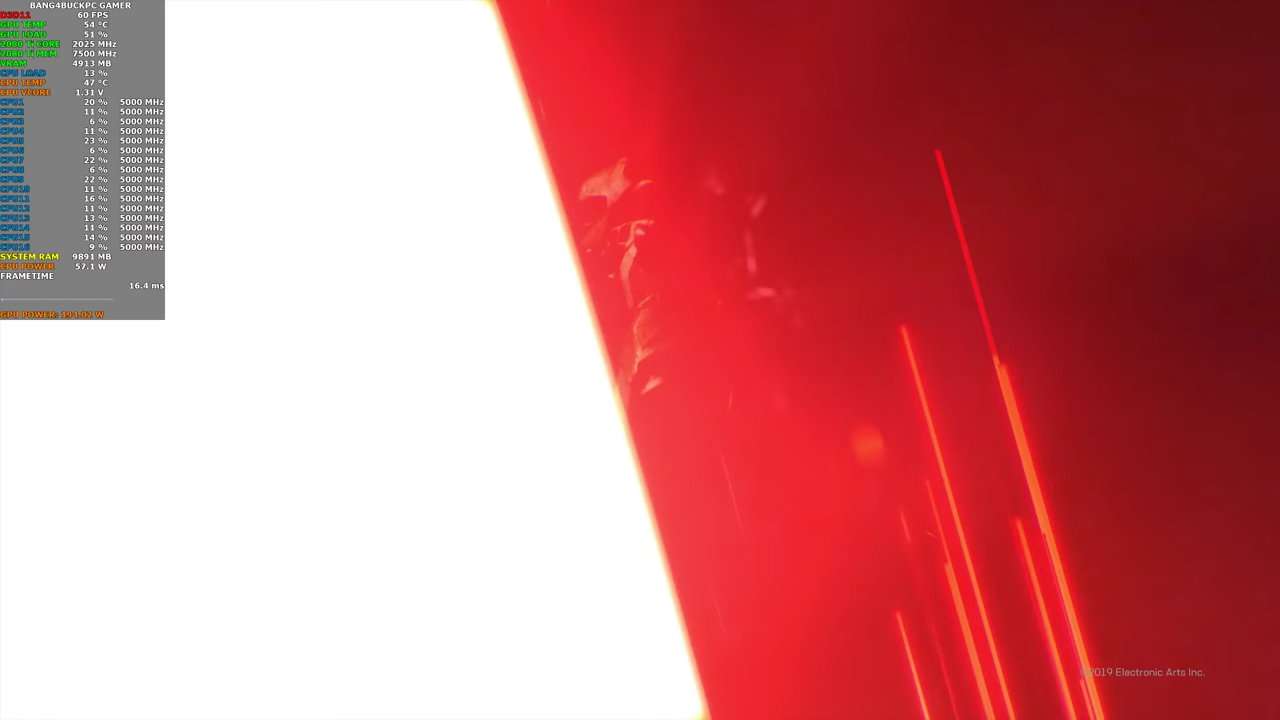 BANG4BUCKPC GAMER
D3D11 60 FPS
GPU TEMP 54 °C
GPU LOAD 51 %
2080 Ti CORE 2025 MHz
2080 Ti MEM 7500 MHz
VRAM 4913 MB
CPU LOAD 13 %
CPU TEMP 47 °C
CPU VCORE 1.31 V
CPU1 20 % 5000 MHz
CPU2 11 % 5000 MHz
CPU3 6 % 5000 MHz
CPU4 11 % 5000 MHz
CPU5 23 % 5000 MHz
CPU6 6 % 5000 MHz
CPU7 22 % 5000 MHz
CPU8 6 % 5000 MHz
CPU9 22 % 5000 MHz
CPU10 11 % 5000 MHz
CPU11 16 % 5000 MHz
CPU12 11 % 5000 MHz
CPU13 13 % 5000 MHz
CPU14 11 % 5000 MHz
CPU15 14 % 5000 MHz
CPU16 9 % 5000 MHz
SYSTEM RAM 9891 MB
CPU POWER 57.1 W
FRAMETIME
16.4 ms
GPU POWER: 194.02 W
©2019 Electronic Arts Inc.